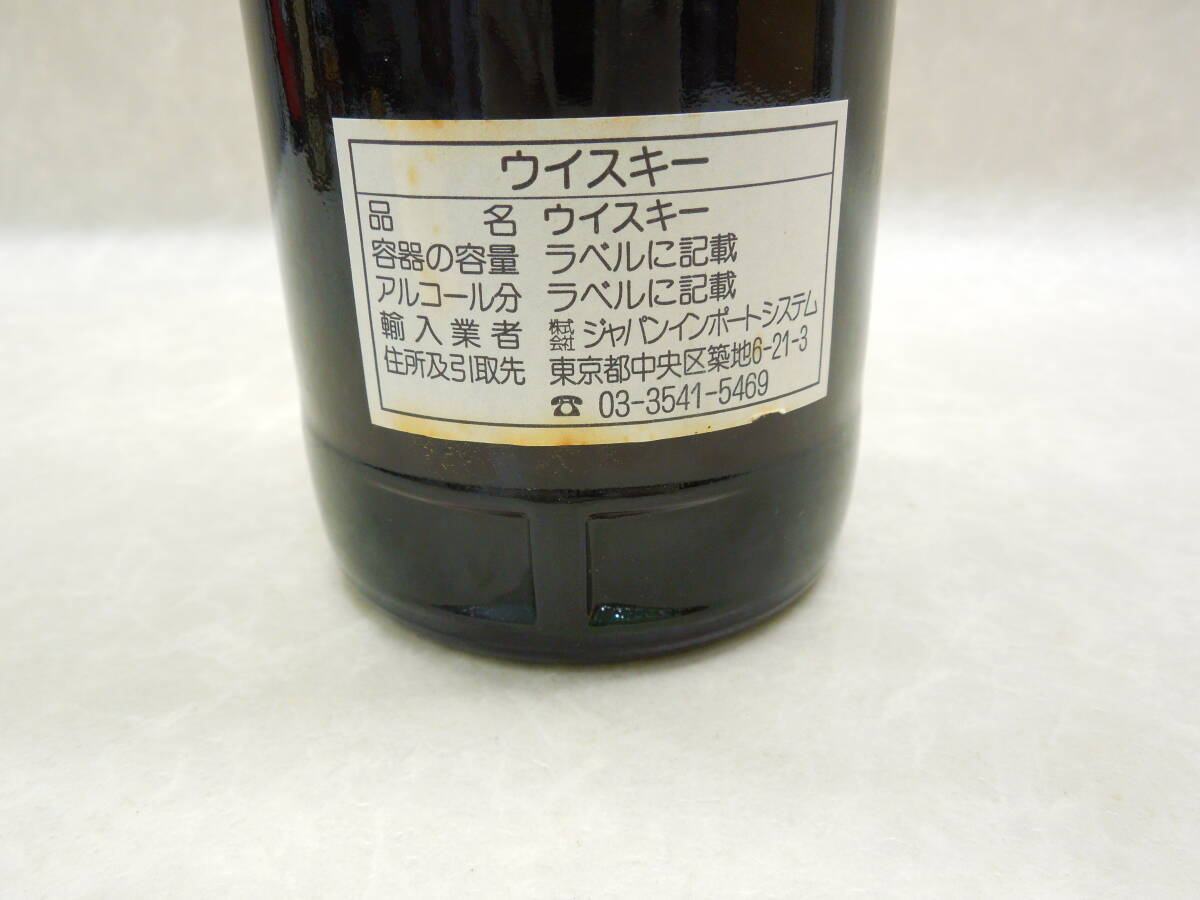 ウイスキー
品名 ウイスキー
容器の容量 ラベルに記載
アルコール分 ラベルに記載
輸入業者 株式会社 ジャパンインポートシステム
住所及引取先 東京都中央区築地6-21-3
☎ 03-3541-5469